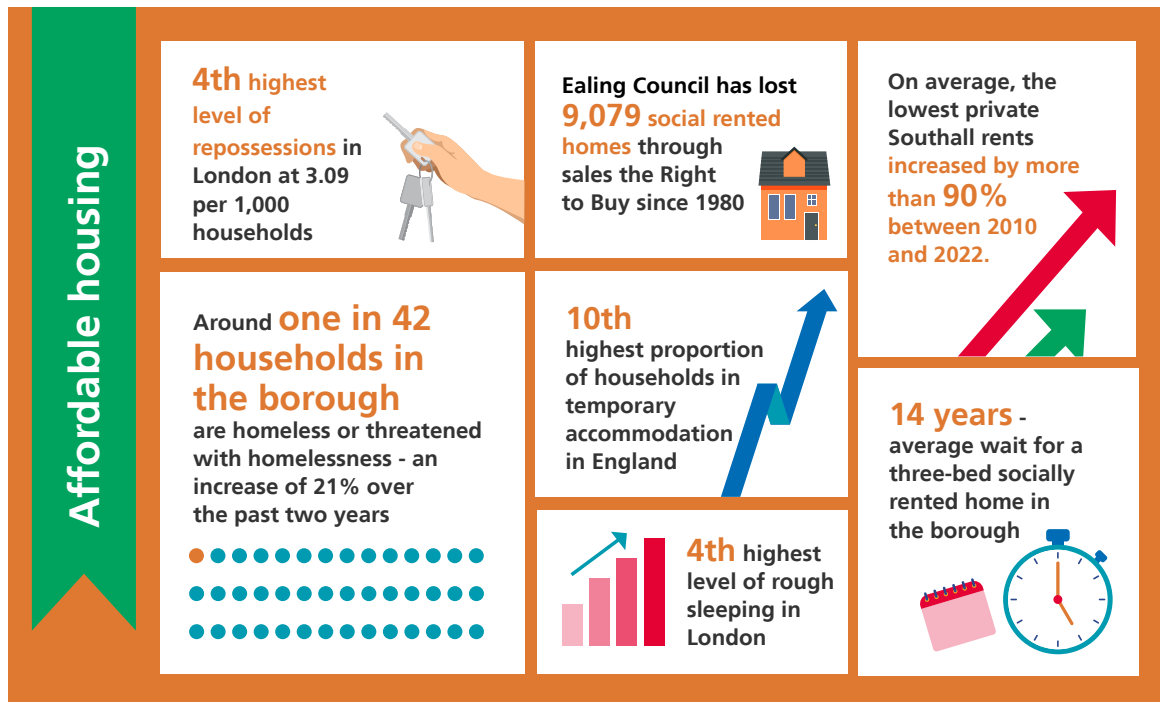 Affordable housing
4th highest
level of
repossessions in
London at 3.09
per 1,000
households
Ealing Council has lost
9,079 social rented
homes through
sales the Right
to Buy since 1980
On average, the
lowest private
Southall rents
increased by more
than 90%
between 2010
and 2022.
Around one in 42
households in
the borough
are homeless or threatened
with homelessness - an
increase of 21% over
the past two years
10th
highest proportion
of households in
temporary
accommodation
in England
4th highest
level of rough
sleeping in
London
14 years -
average wait for a
three-bed socially
rented home in
the borough